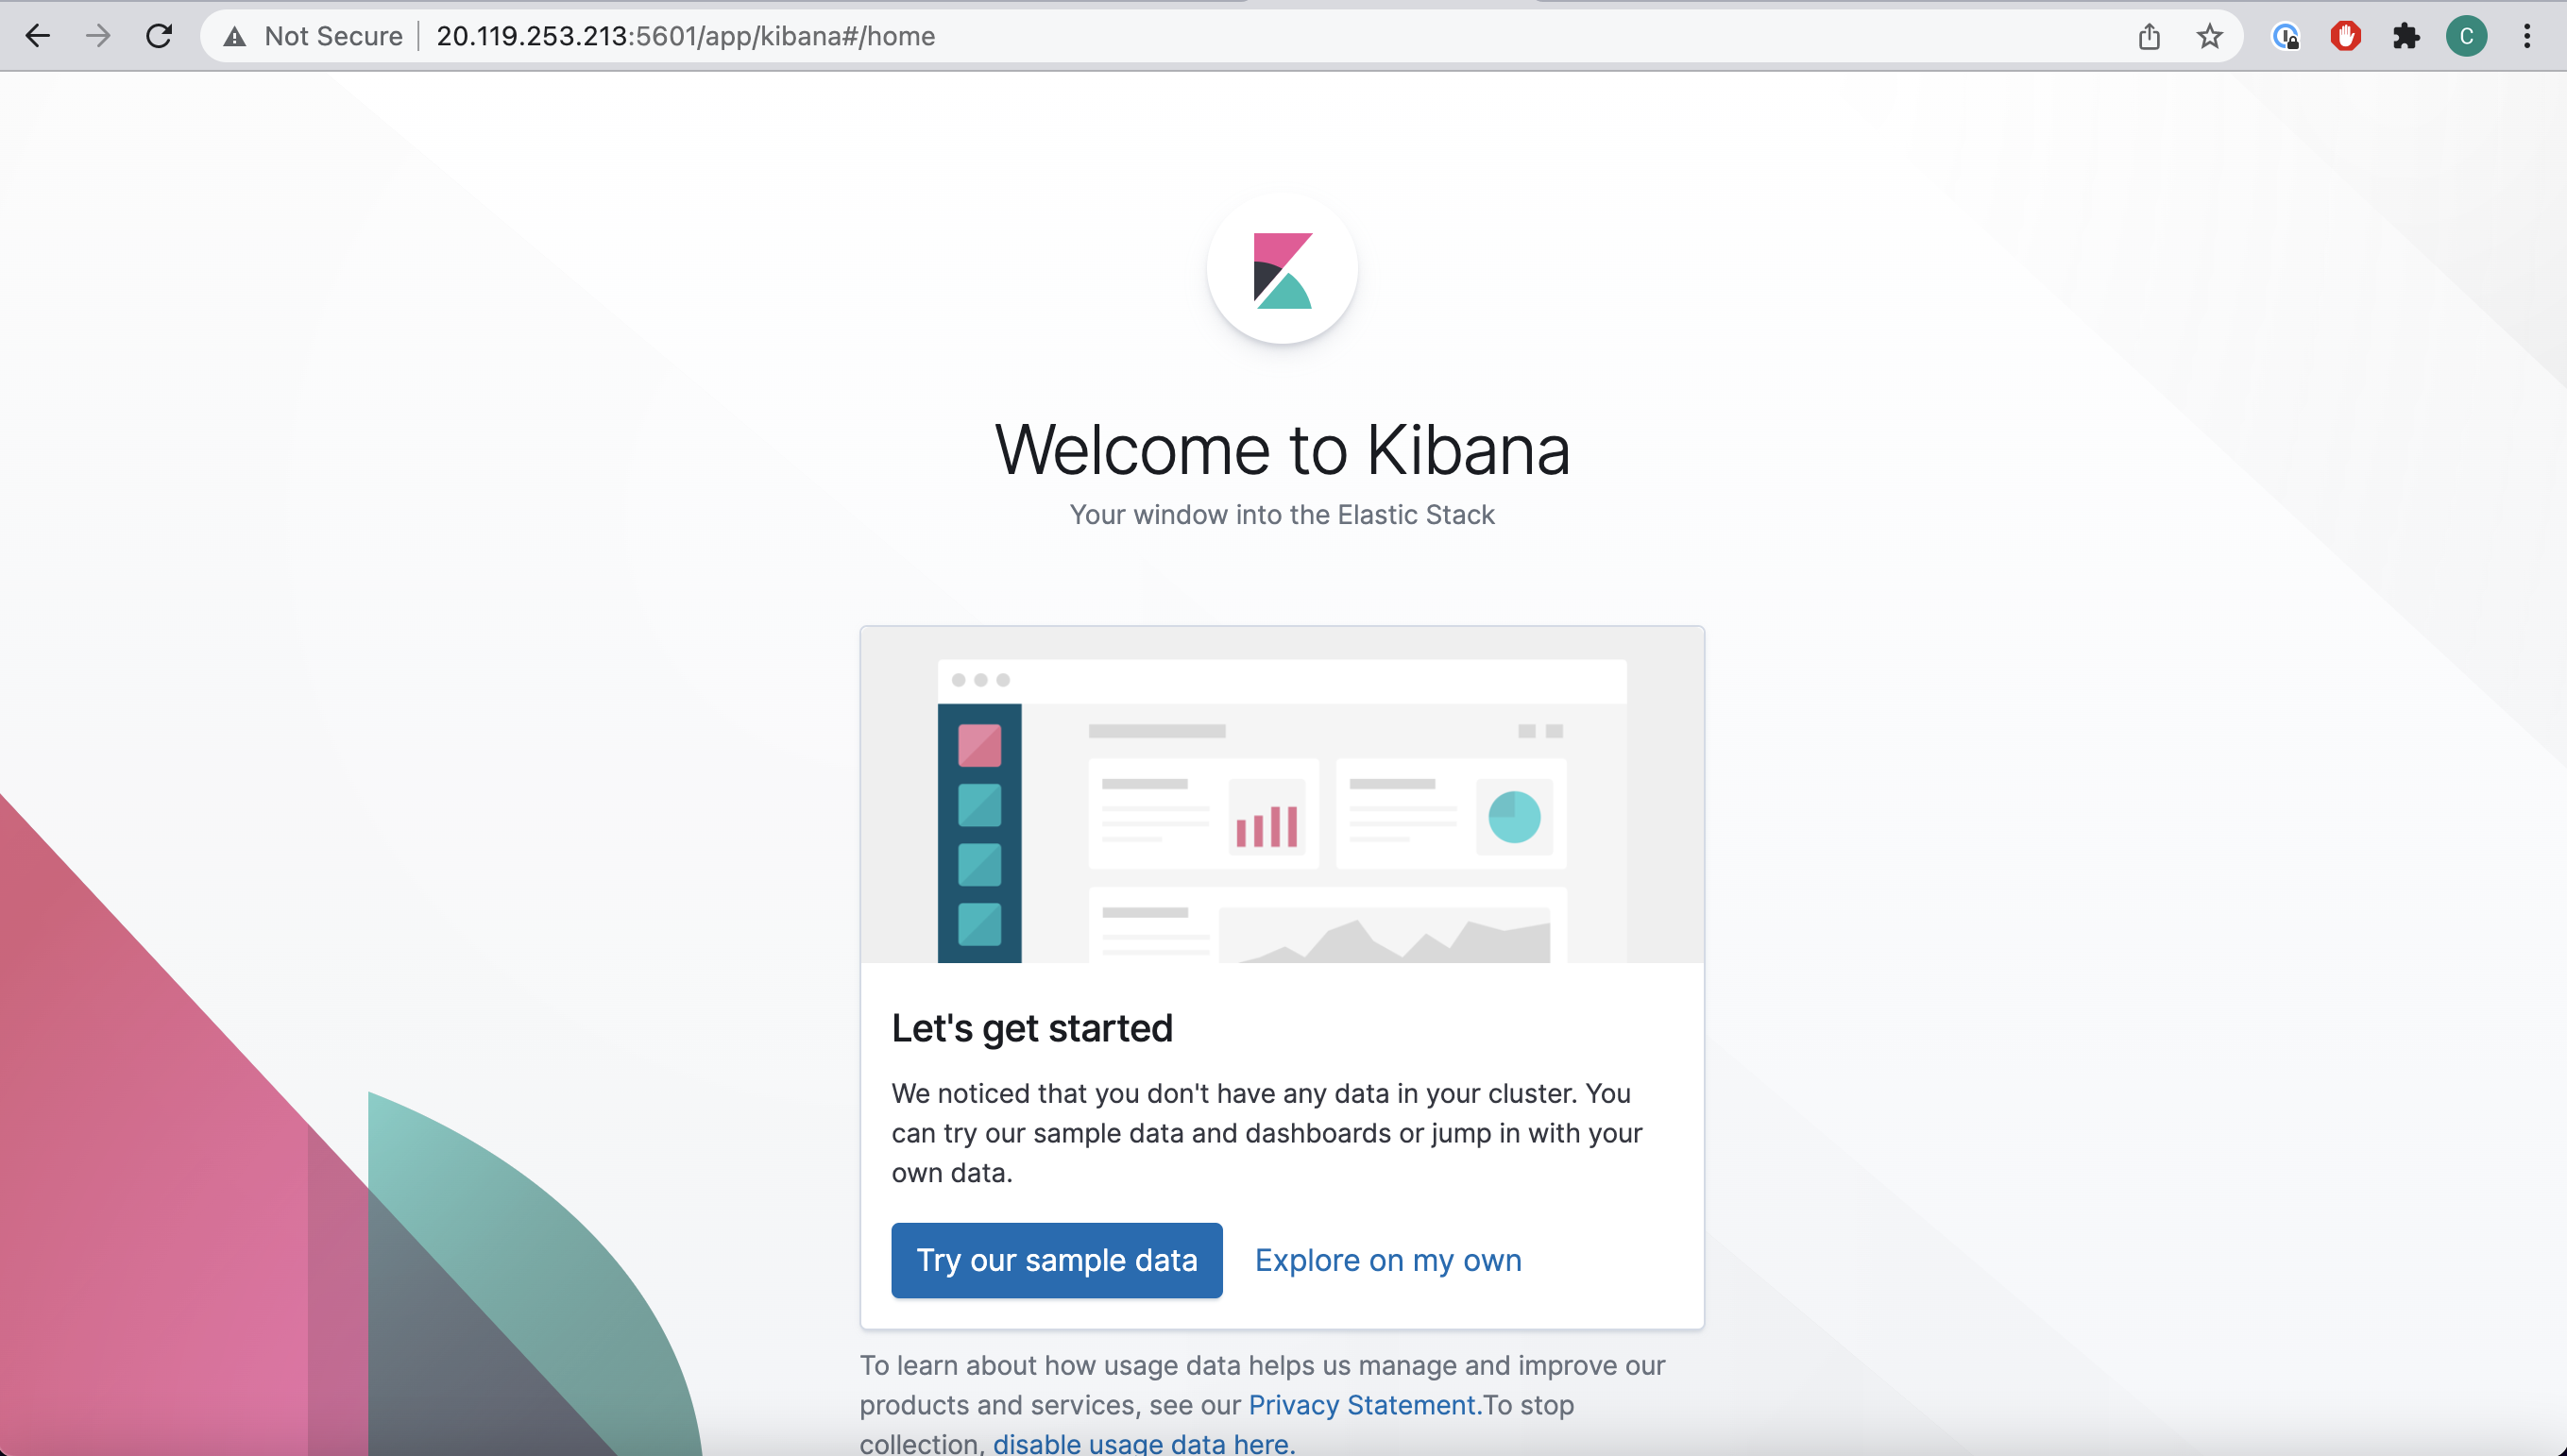 Not Secure 20.119.253.213:5601/app/kibana#/home
C
Welcome to Kibana
Your window into the Elastic Stack
Let's get started
We noticed that you don't have any data in your cluster. You
can try our sample data and dashboards or jump in with your
own data.
Try our sample data Explore on my own
To learn about how usage data helps us manage and improve our
products and services, see our Privacy Statement.To stop
collection, disable usage data here.